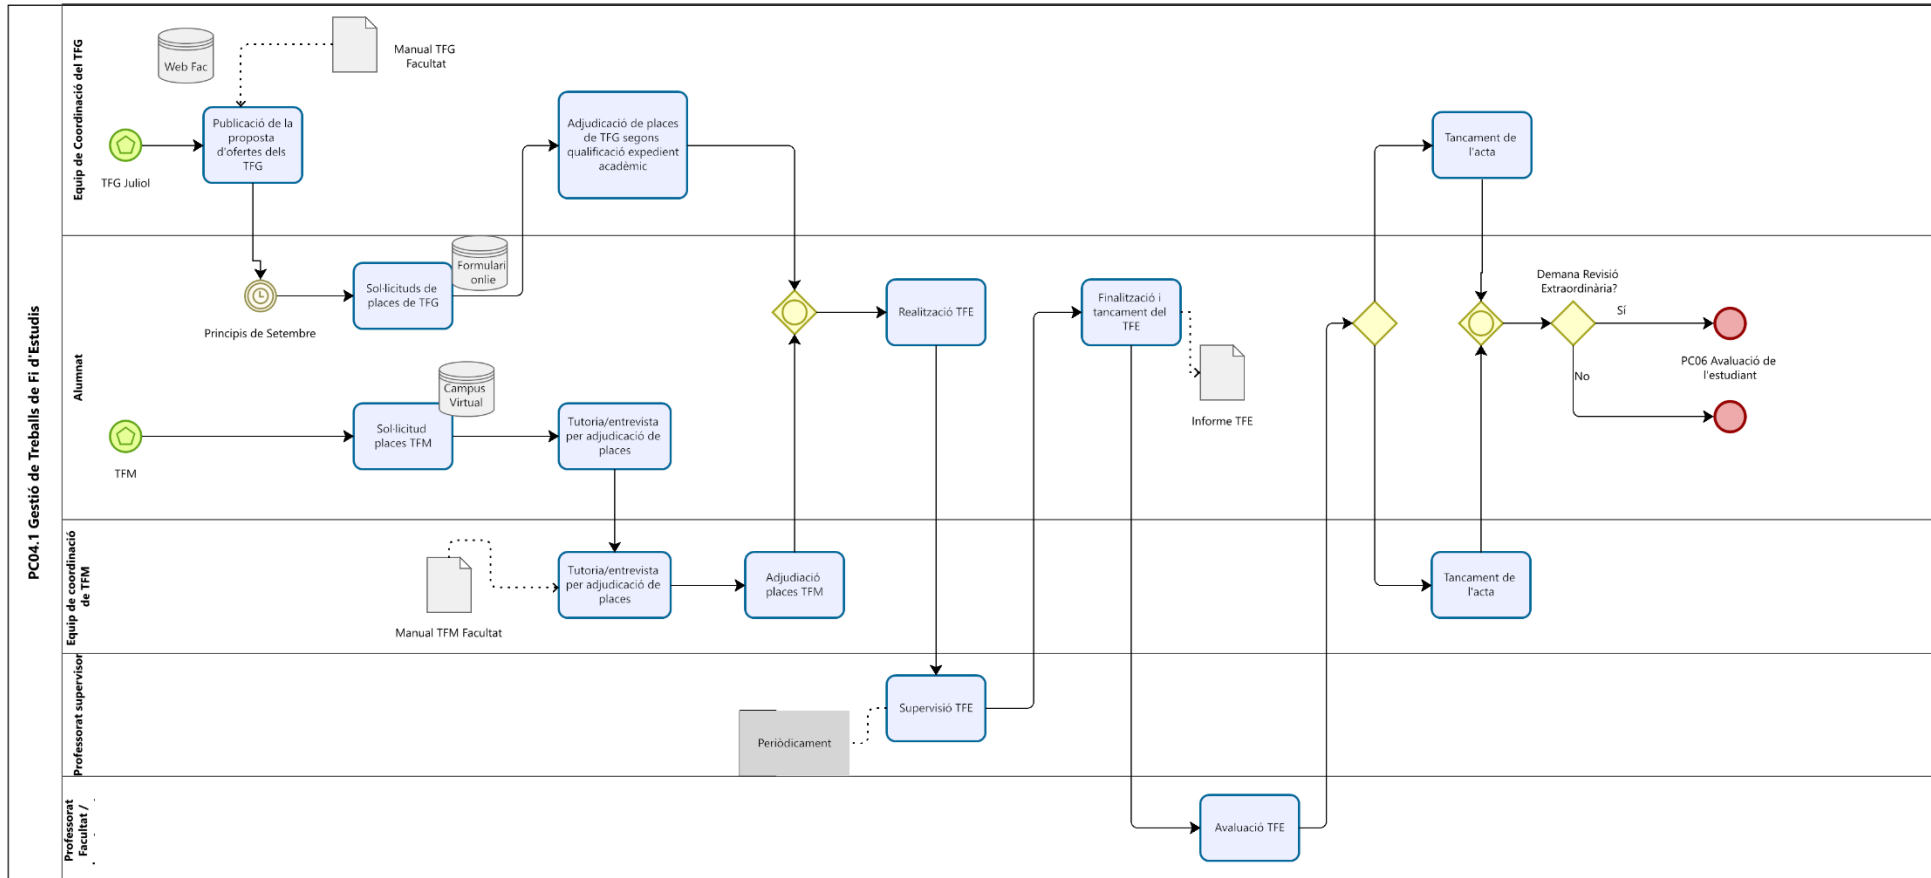 PC04.1 Gestió de Treballs de Fi d'Estudis
Equip de Coordinació del TFG
Web Fac
Manual TFG
Facultat
TFG Juliol
Publicació de la
proposta
d'ofertes dels
TFG
Adjudicació de places
de TFG segons
qualificació expedient
acadèmic
Tancament de
l'acta
Alumnat
Principis de Setembre
Sol·licituds de
places de TFG
Formulari
onlie
Realització TFE
Finalització i
tancament del
TFE
Informe TFE
Demana Revisió
Extraordinària?
Sí
No
PC06 Avaluació de
l'estudiant
TFM
Sol·licitud
places TFM
Campus
Virtual
Tutoria/entrevista
per adjudicació de
places
Equip de coordinació
de TFM
Manual TFM Facultat
Tutoria/entrevista
per adjudicació de
places
Adjudiació
places TFM
Tancament de
l'acta
Professorat supervisor
Periòdicament
Supervisió TFE
Professorat
Facultat /
Avaluació TFE